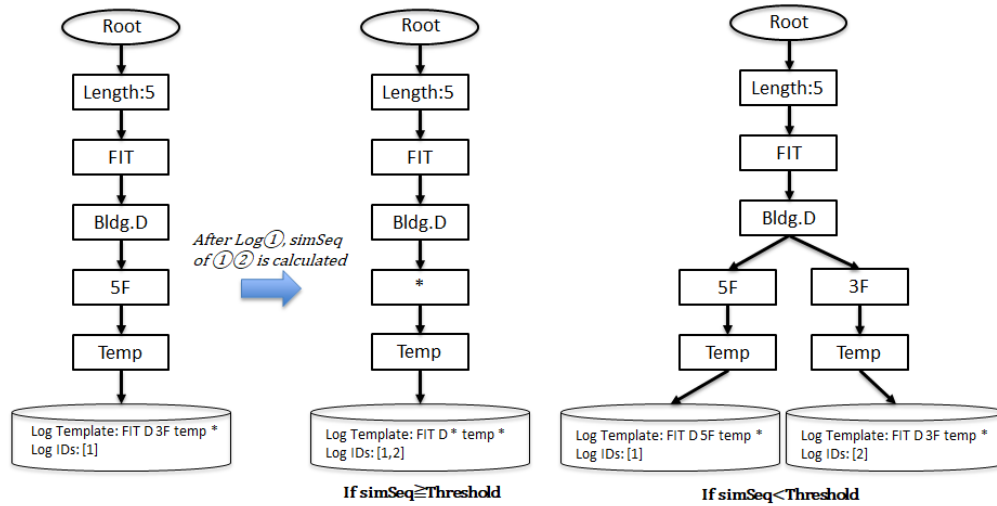 Root
Length:5
FIT
Bldg.D
5F
Temp
Log Template: FIT D 3F temp *
Log IDs: [1]
After Log①, simSeq
of ①② is calculated
Root
Length:5
FIT
Bldg.D
*
Temp
Log Template: FIT D * temp *
Log IDs: [1,2]
If simSeq≧Threshold
Root
Length:5
FIT
Bldg.D
5F
3F
Temp
Temp
Log Template: FIT D 5F temp *
Log IDs: [1]
Log Template: FIT D 3F temp *
Log IDs: [2]
If simSeq<Threshold